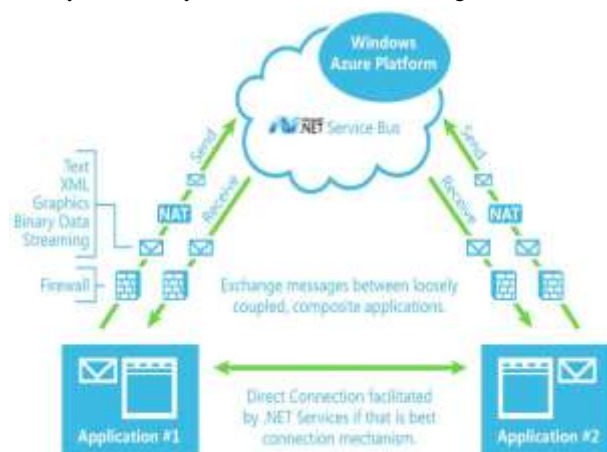 Windows
Azure Platform
.NET Service Bus
Send
Receive
Send
Receive
Text
XML
Graphics
Binary Data
Streaming
NAT
NAT
Firewall
Exchange messages between loosely
coupled, composite applications.
Direct Connection facilitated
by .NET Services if that is best
connection mechanism.
Application #1
Application #2